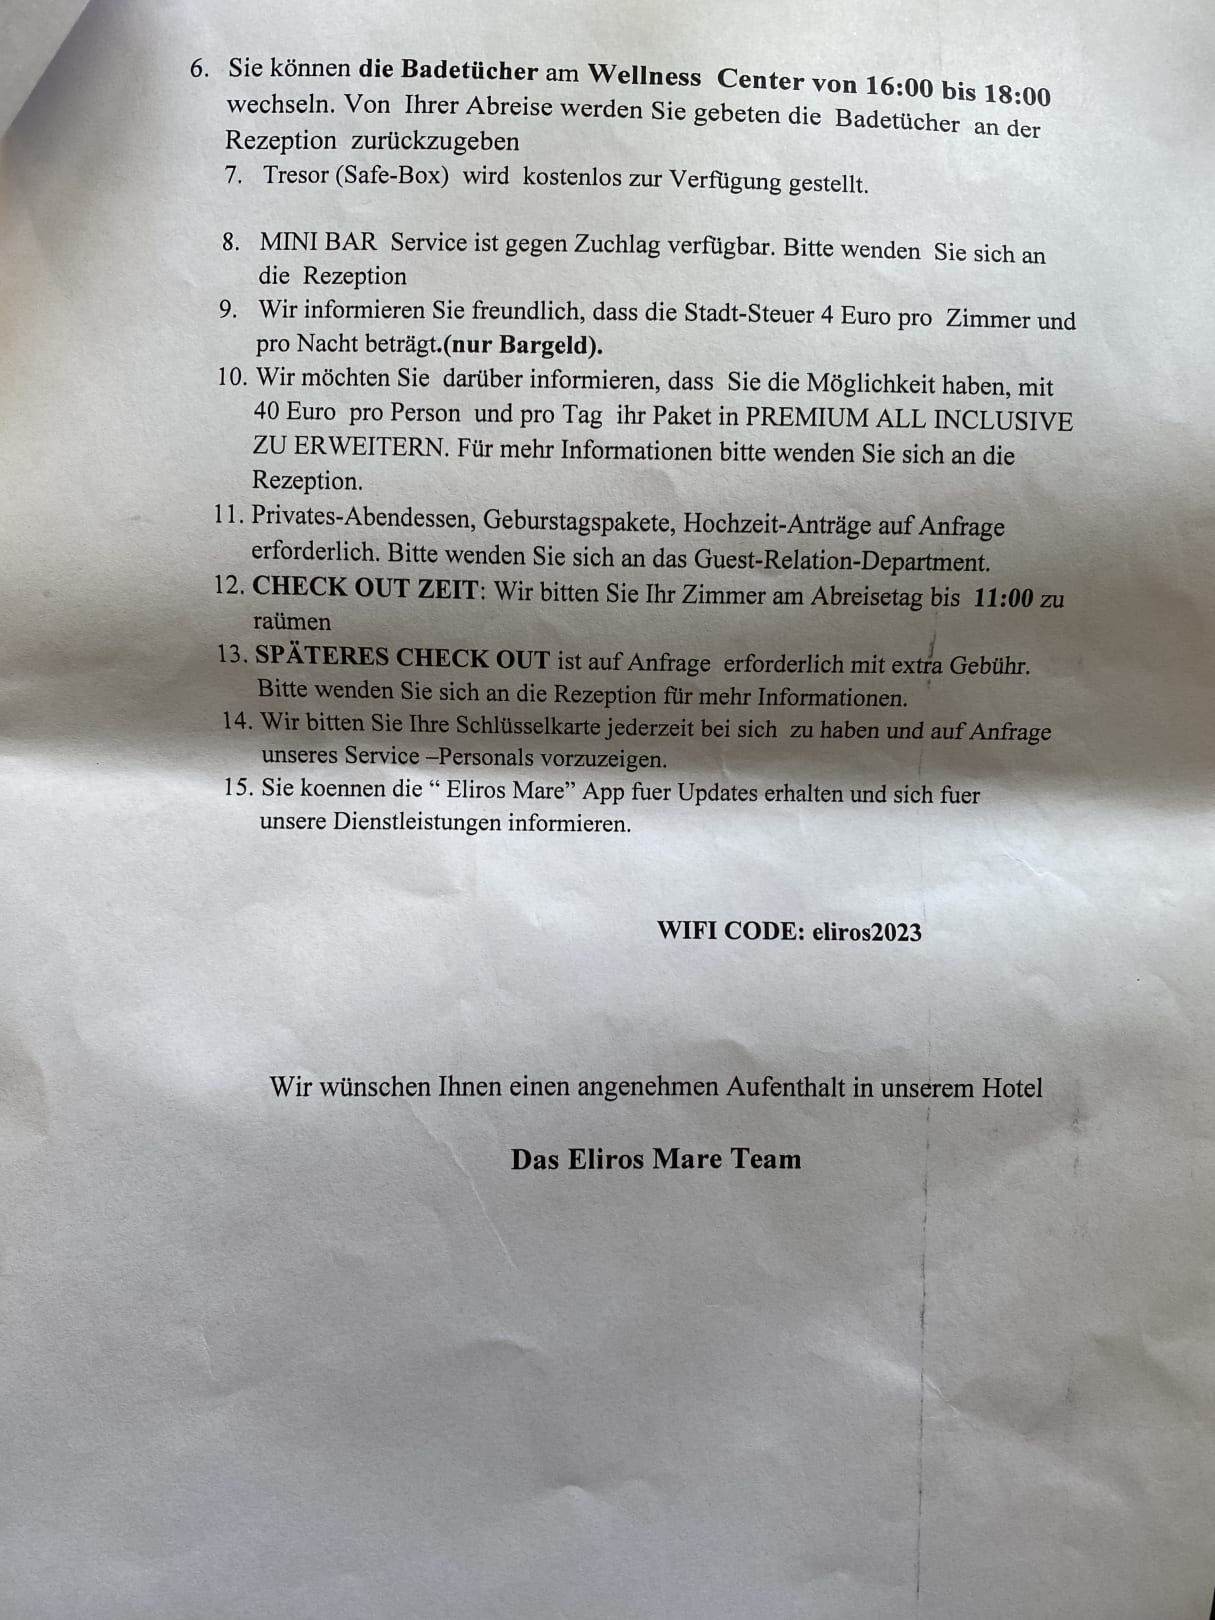 6. Sie können die Badetücher am Wellness Center von 16:00 bis 18:00
wechseln. Von Ihrer Abreise werden Sie gebeten die Badetücher an der
Rezeption zurückzugeben
7. Tresor (Safe-Box) wird kostenlos zur Verfügung gestellt.
8. MINI BAR Service ist gegen Zuchlag verfügbar. Bitte wenden Sie sich an
die Rezeption
9. Wir informieren Sie freundlich, dass die Stadt-Steuer 4 Euro pro Zimmer und
pro Nacht beträgt.(nur Bargeld).
10. Wir möchten Sie darüber informieren, dass Sie die Möglichkeit haben, mit
40 Euro pro Person und pro Tag ihr Paket in PREMIUM ALL INCLUSIVE
ZU ERWEITERN. Für mehr Informationen bitte wenden Sie sich an die
Rezeption.
11. Privates-Abendessen, Geburstagspakete, Hochzeit-Anträge auf Anfrage
erforderlich. Bitte wenden Sie sich an das Guest-Relation-Department.
12. CHECK OUT ZEIT: Wir bitten Sie Ihr Zimmer am Abreisetag bis 11:00 zu
raümen
13. SPÄTERES CHECK OUT ist auf Anfrage erforderlich mit extra Gebühr.
Bitte wenden Sie sich an die Rezeption für mehr Informationen.
14. Wir bitten Sie Ihre Schlüsselkarte jederzeit bei sich zu haben und auf Anfrage
unseres Service –Personals vorzuzeigen.
15. Sie koennen die “ Eliros Mare” App fuer Updates erhalten und sich fuer
unsere Dienstleistungen informieren.
WIFI CODE: eliros2023
Wir wünschen Ihnen einen angenehmen Aufenthalt in unserem Hotel
Das Eliros Mare Team